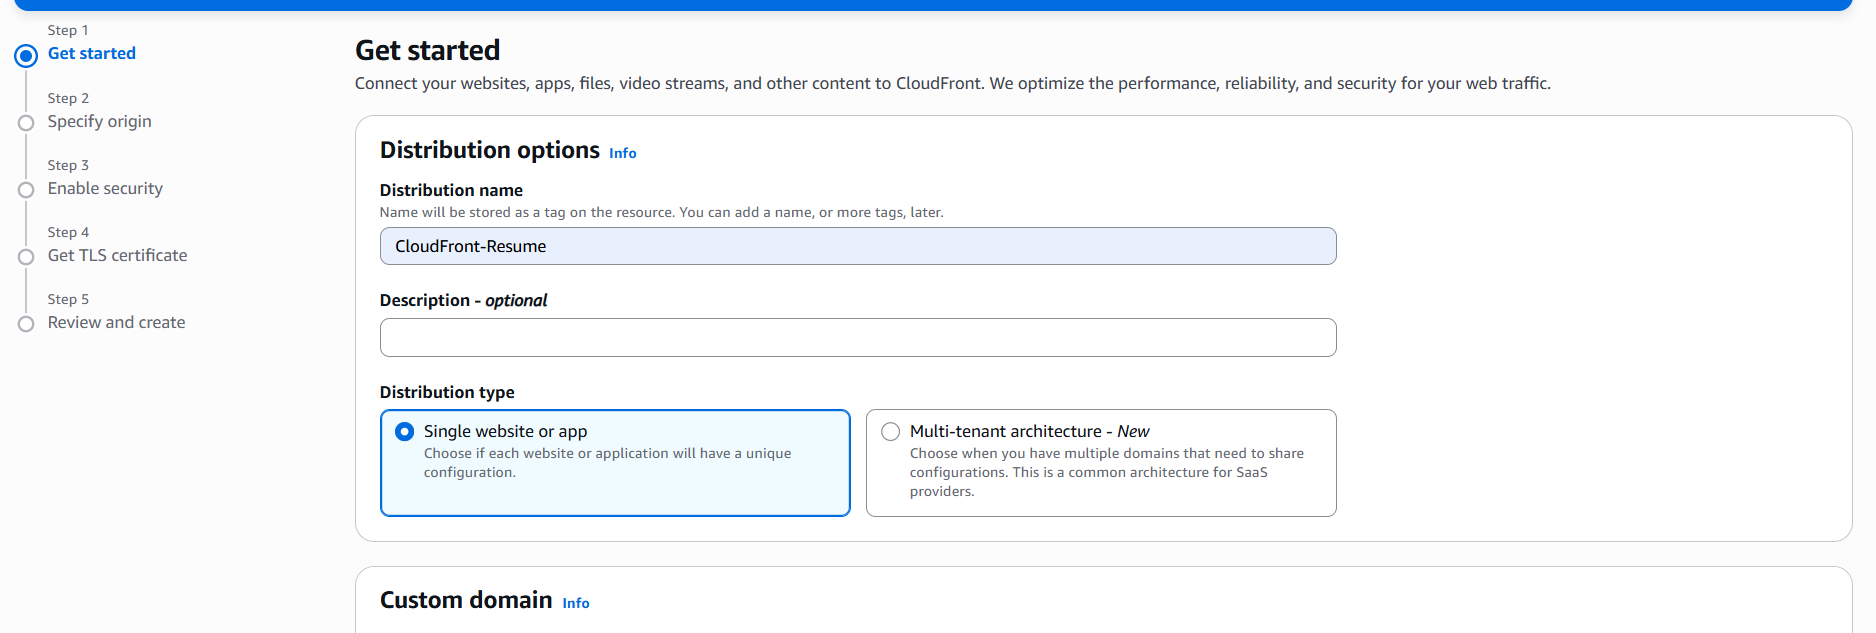 Step 1
Get started
Step 2
Specify origin
Step 3
Enable security
Step 4
Get TLS certificate
Step 5
Review and create
Get started
Connect your websites, apps, files, video streams, and other content to CloudFront. We optimize the performance, reliability, and security for your web traffic.
Distribution options Info
Distribution name
Name will be stored as a tag on the resource. You can add a name, or more tags, later.
CloudFront-Resume
Description - optional
Distribution type
Single website or app
Choose if each website or application will have a unique
configuration.
Multi-tenant architecture - New
Choose when you have multiple domains that need to share
configurations. This is a common architecture for SaaS
providers.
Custom domain Info